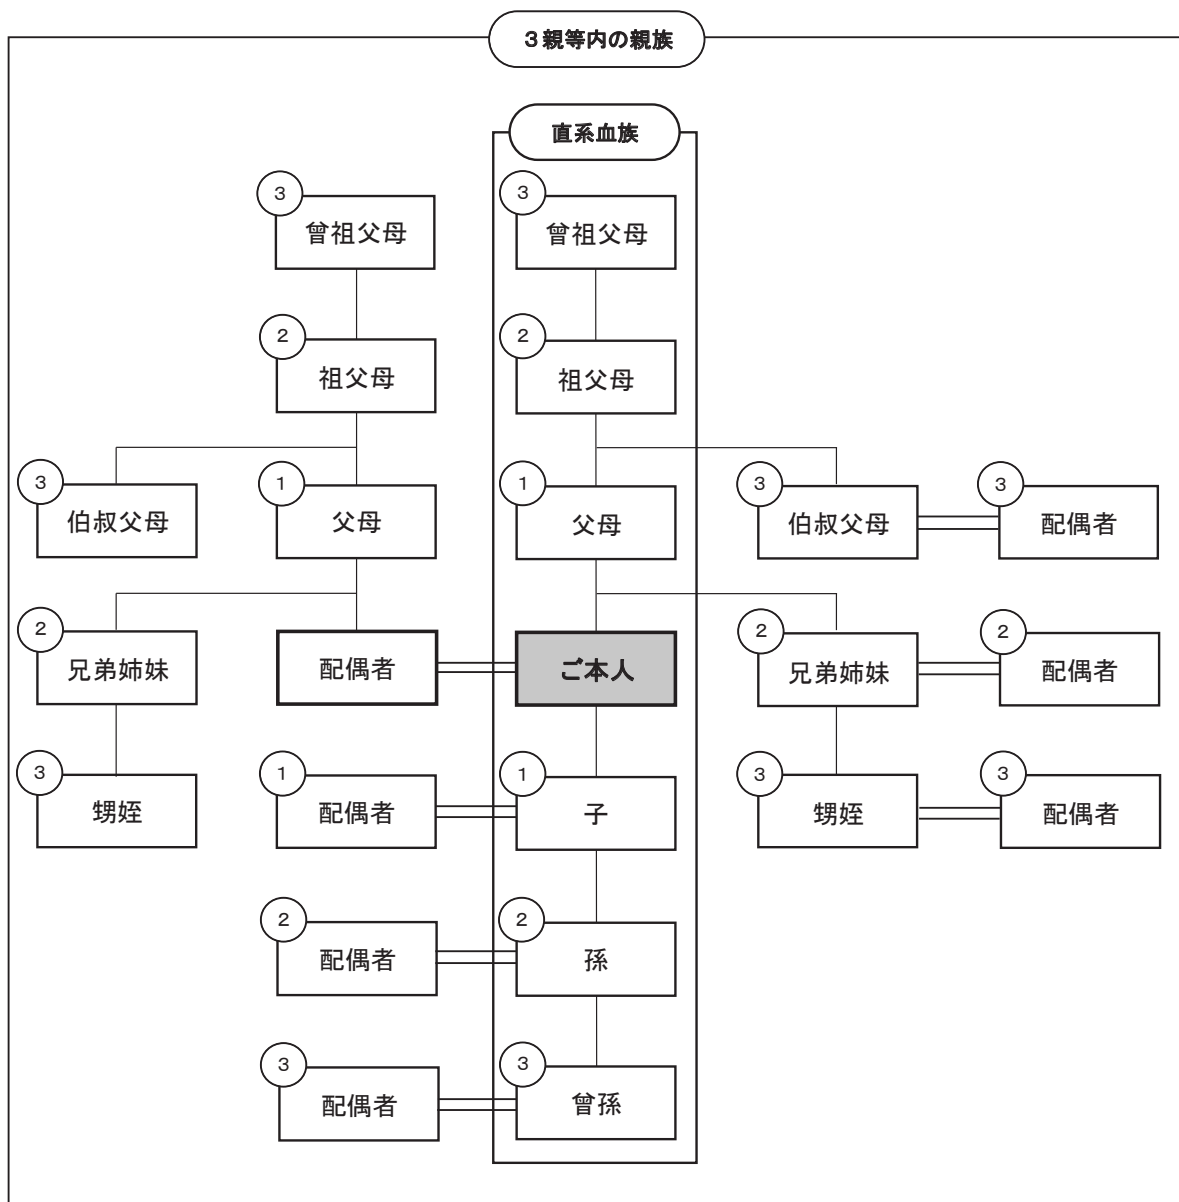 3親等内の親族
直系血族
3
曾祖父母
3
曾祖父母
2
祖父母
2
祖父母
3
伯叔父母
1
父母
1
父母
3
伯叔父母
3
配偶者
2
兄弟姉妹
配偶者
ご本人
2
兄弟姉妹
2
配偶者
3
甥姪
1
配偶者
1
子
3
甥姪
3
配偶者
2
配偶者
2
孫
3
配偶者
3
曾孫